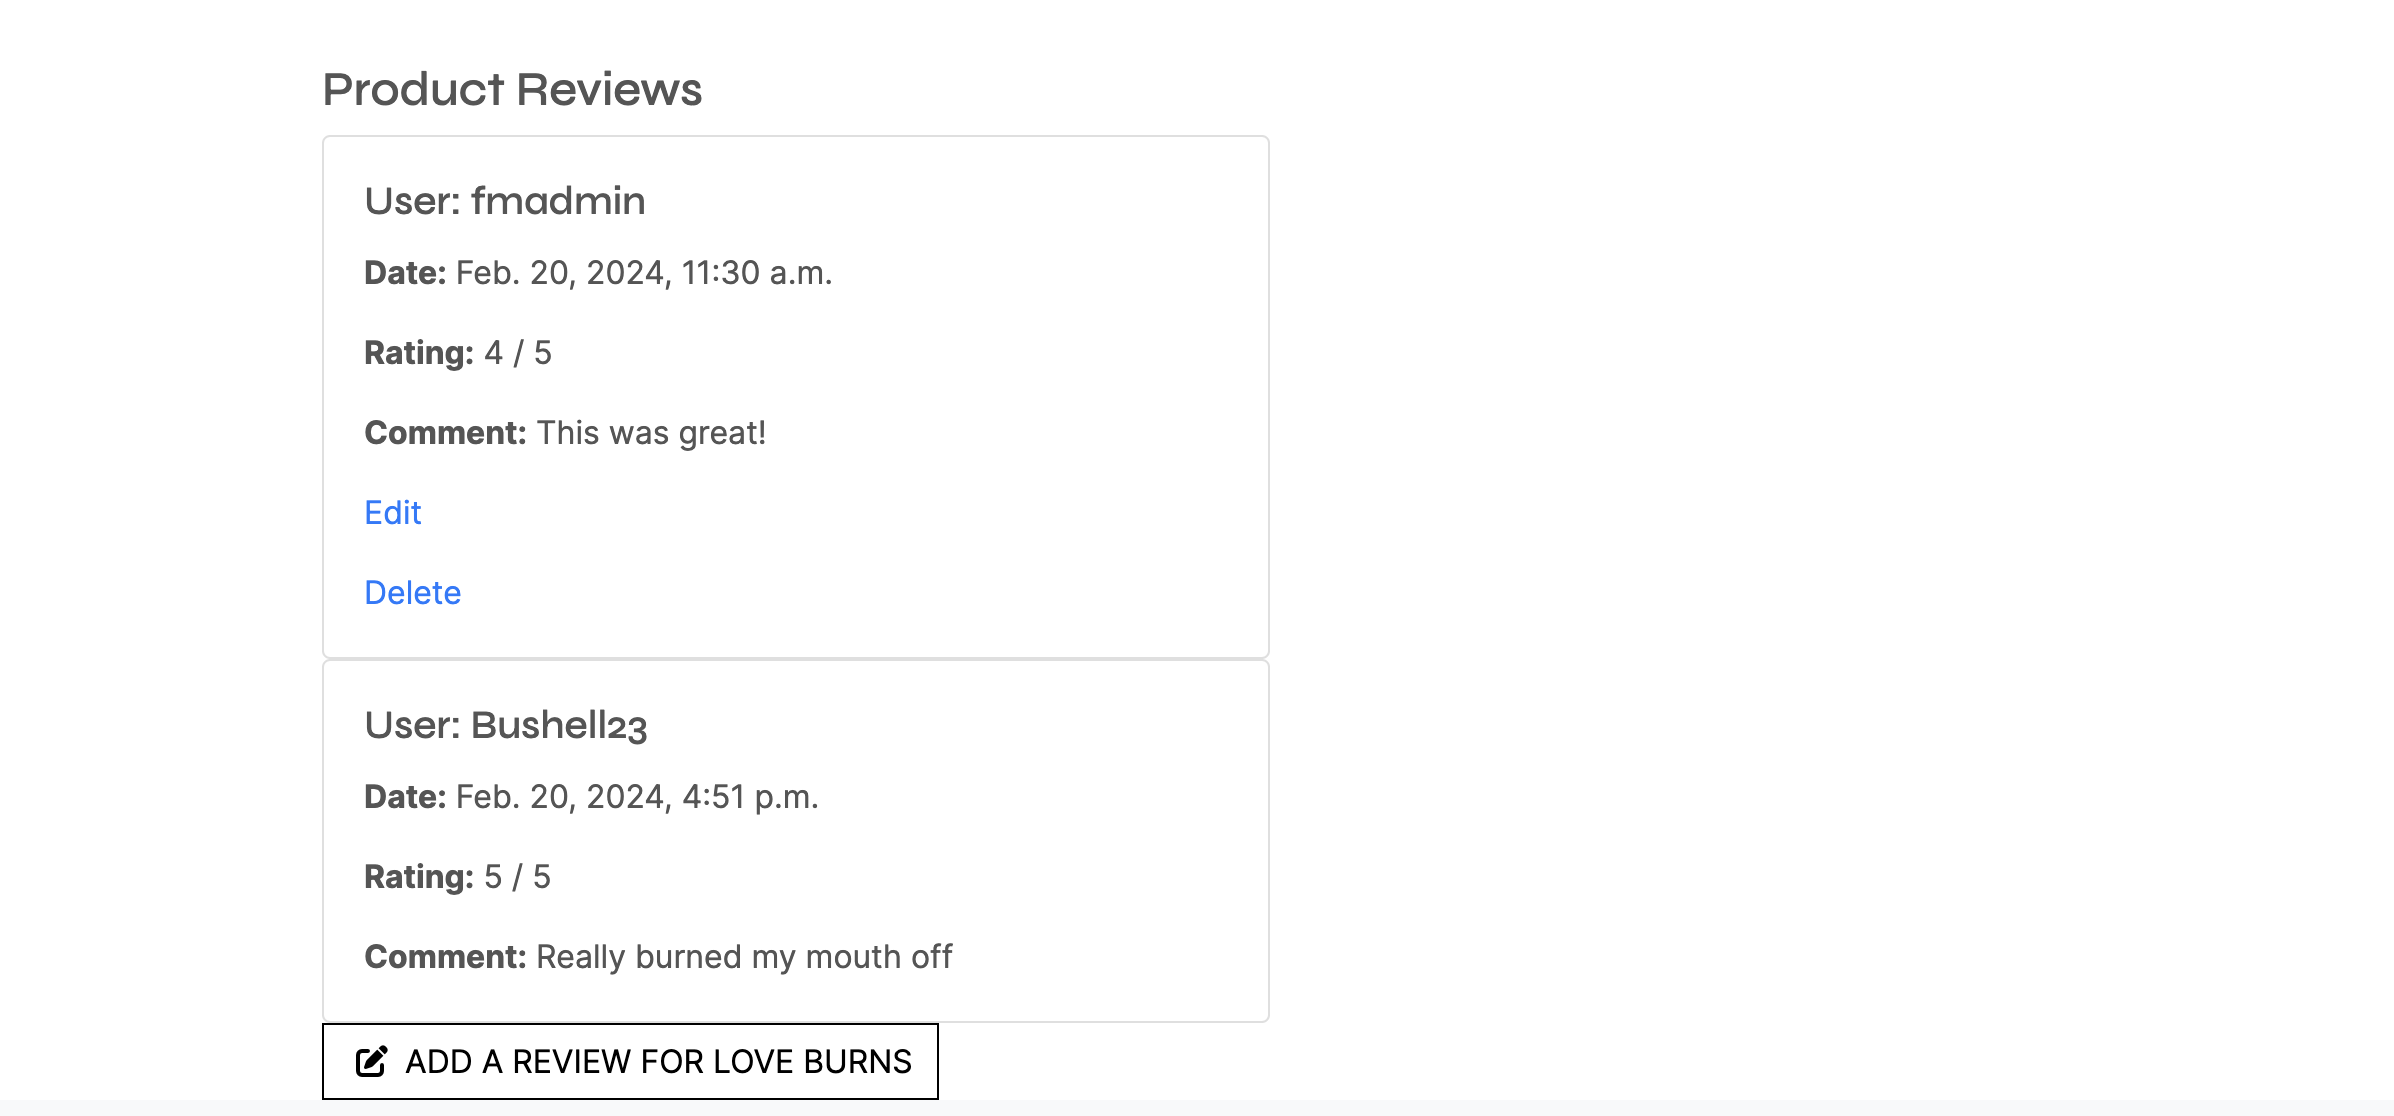 Product Reviews
User: fmadmin
Date: Feb. 20, 2024, 11:30 a.m.
Rating: 4 / 5
Comment: This was great!
Edit
Delete
User: Bushell23
Date: Feb. 20, 2024, 4:51 p.m.
Rating: 5 / 5
Comment: Really burned my mouth off
ADD A REVIEW FOR LOVE BURNS